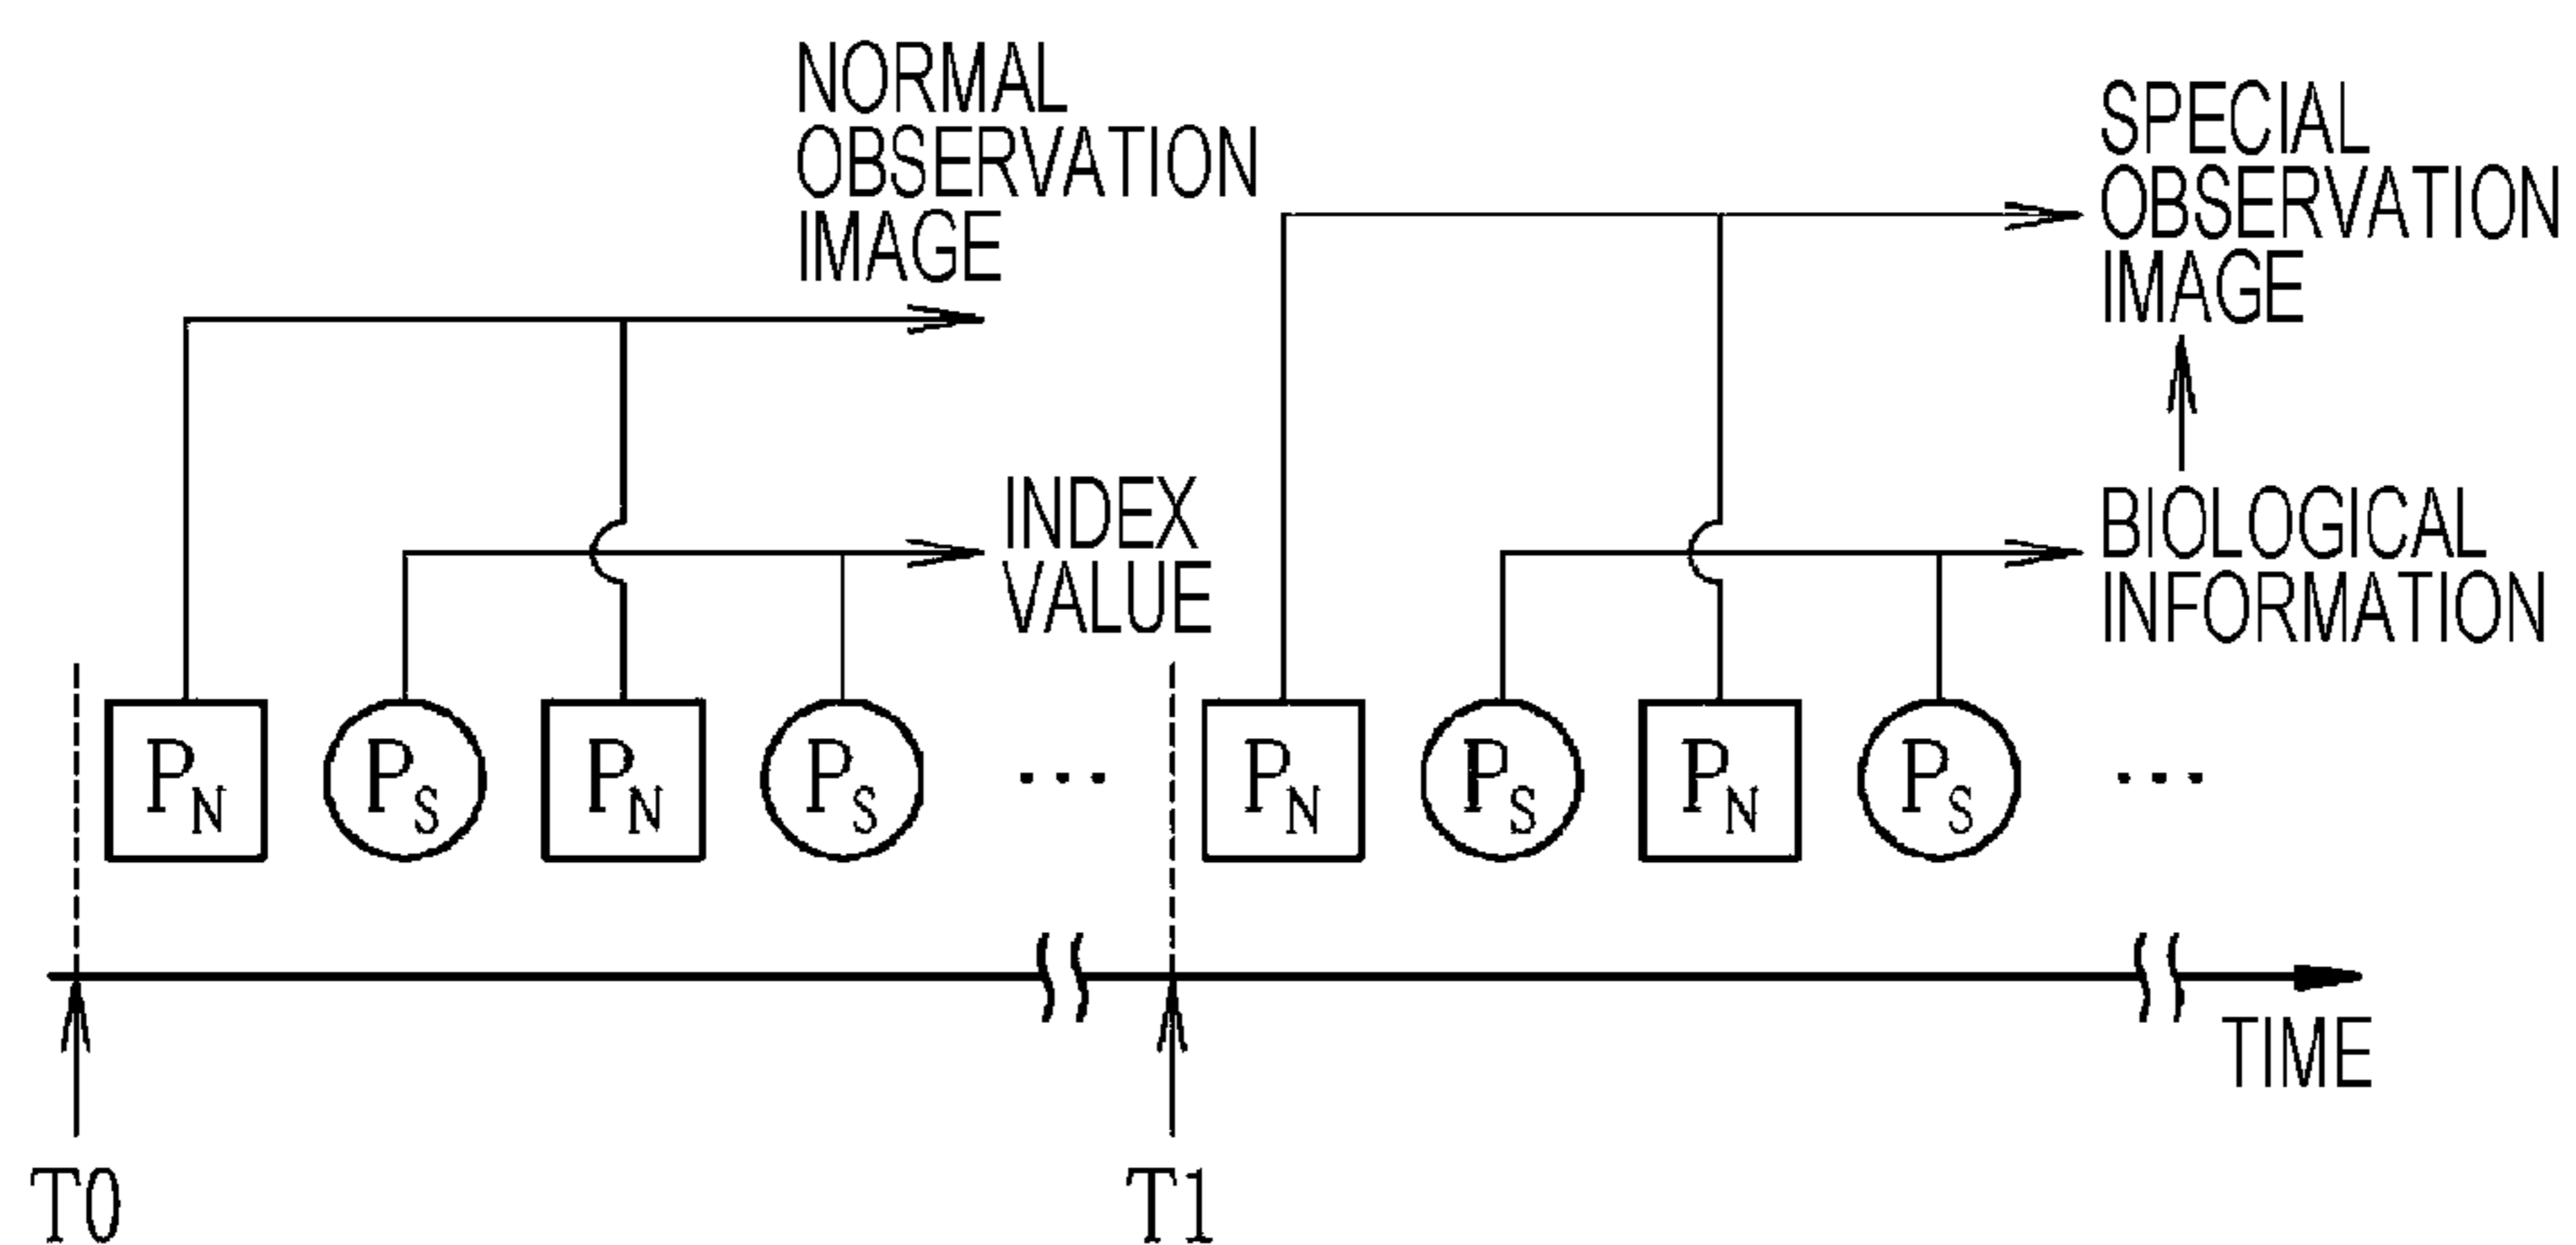 NORMAL
OBSERVATION
IMAGE
SPECIAL
OBSERVATION
IMAGE
INDEX
VALUE
BIOLOGICAL
INFORMATION
PN PS PN PS ... PN PS PN PS ...
TIME
T0 T1